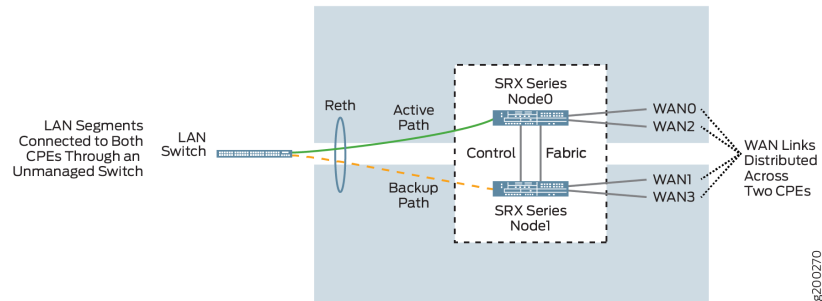 LAN Segments
Connected to Both
CPEs Through an
Unmanaged Switch
LAN
Switch
Reth
Active
Path
Backup
Path
SRX Series
Node0
Control
Fabric
SRX Series
Node1
WAN0
WAN2
WAN1
WAN3
WAN Links
Distributed
Across
Two CPEs
g200270